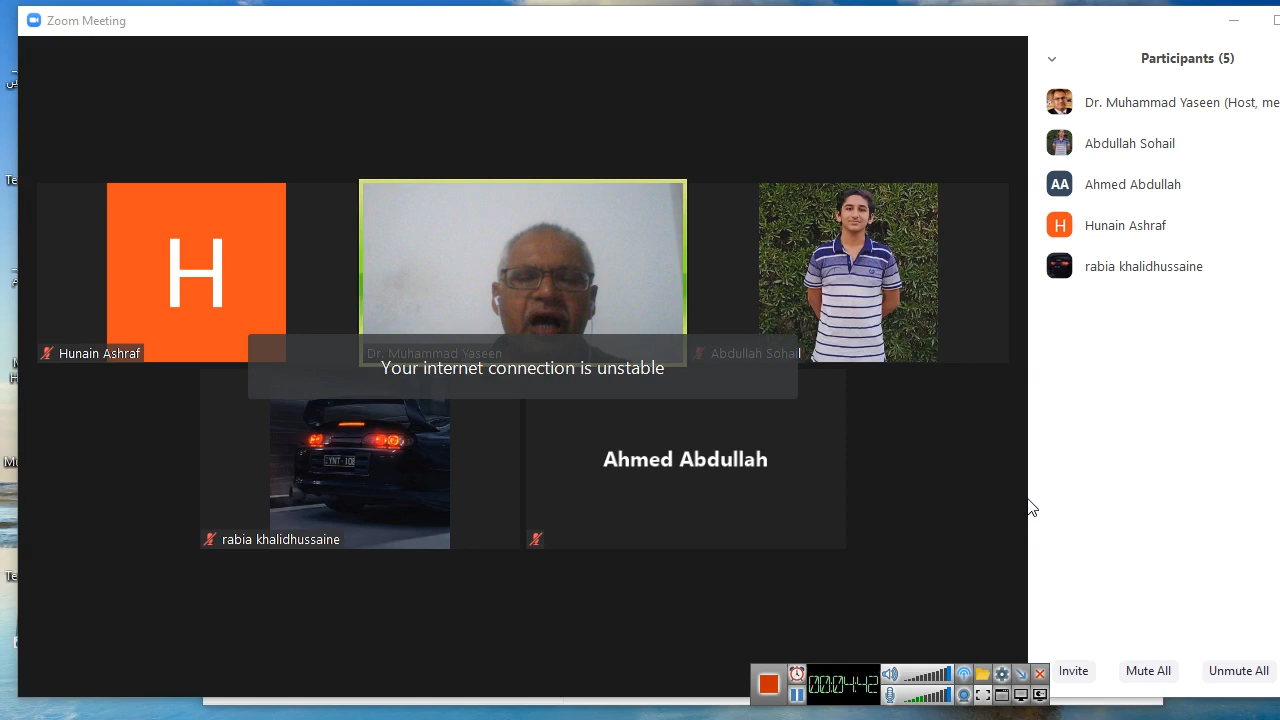 Zoom Meeting
Participants (5)
Dr. Muhammad Yaseen (Host, me
Abdullah Sohail
AA
Ahmed Abdullah
H
Hunain Ashraf
rabia khalidhussaine
H
Hunain Ashraf
Dr. Muhammad Yaseen
Abdullah Sohail
Your internet connection is unstable
rabia khalidhussaine
Ahmed Abdullah
00:04:42
Invite
Mute All
Unmute All